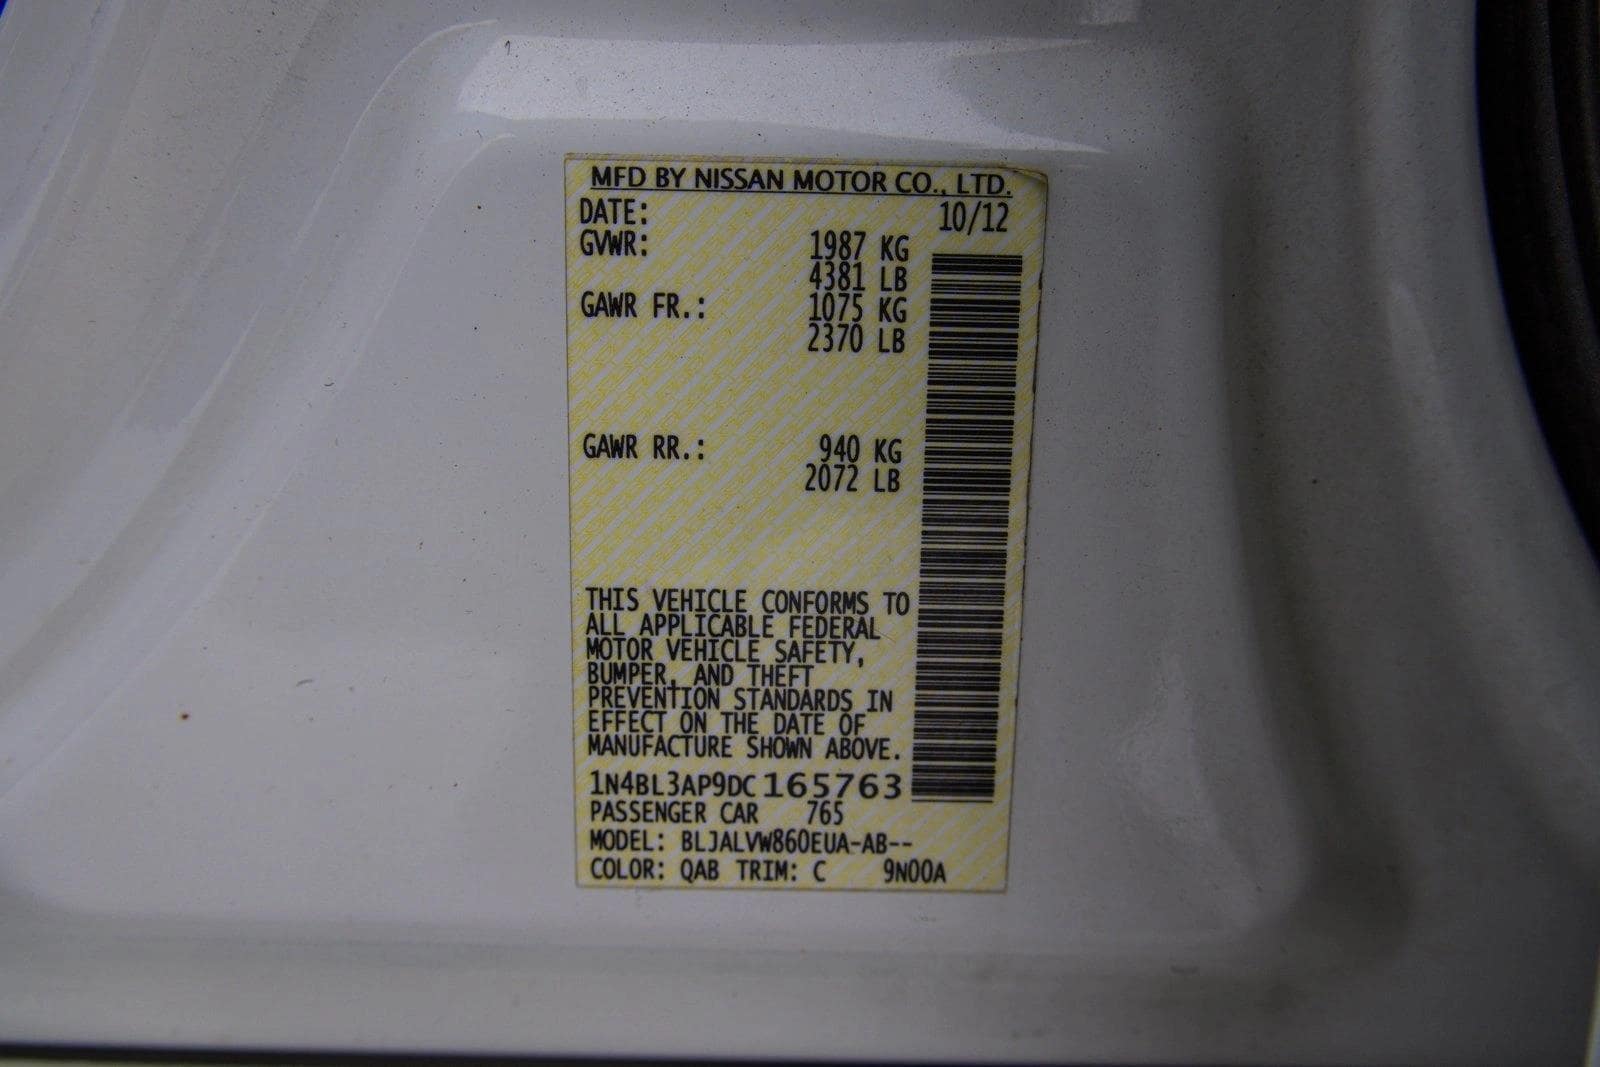 MFD BY NISSAN MOTOR CO., LTD.
DATE: 10/12
GVWR: 1987 KG
4381 LB
GAWR FR.: 1075 KG
2370 LB
GAWR RR.: 940 KG
2072 LB
THIS VEHICLE CONFORMS TO
ALL APPLICABLE FEDERAL
MOTOR VEHICLE SAFETY,
BUMPER, AND THEFT
PREVENTION STANDARDS IN
EFFECT ON THE DATE OF
MANUFACTURE SHOWN ABOVE.
1N4BL3AP9DC165763
PASSENGER CAR 765
MODEL: BLJALVW860EUA-AB--
COLOR: QAB TRIM: C 9N00A